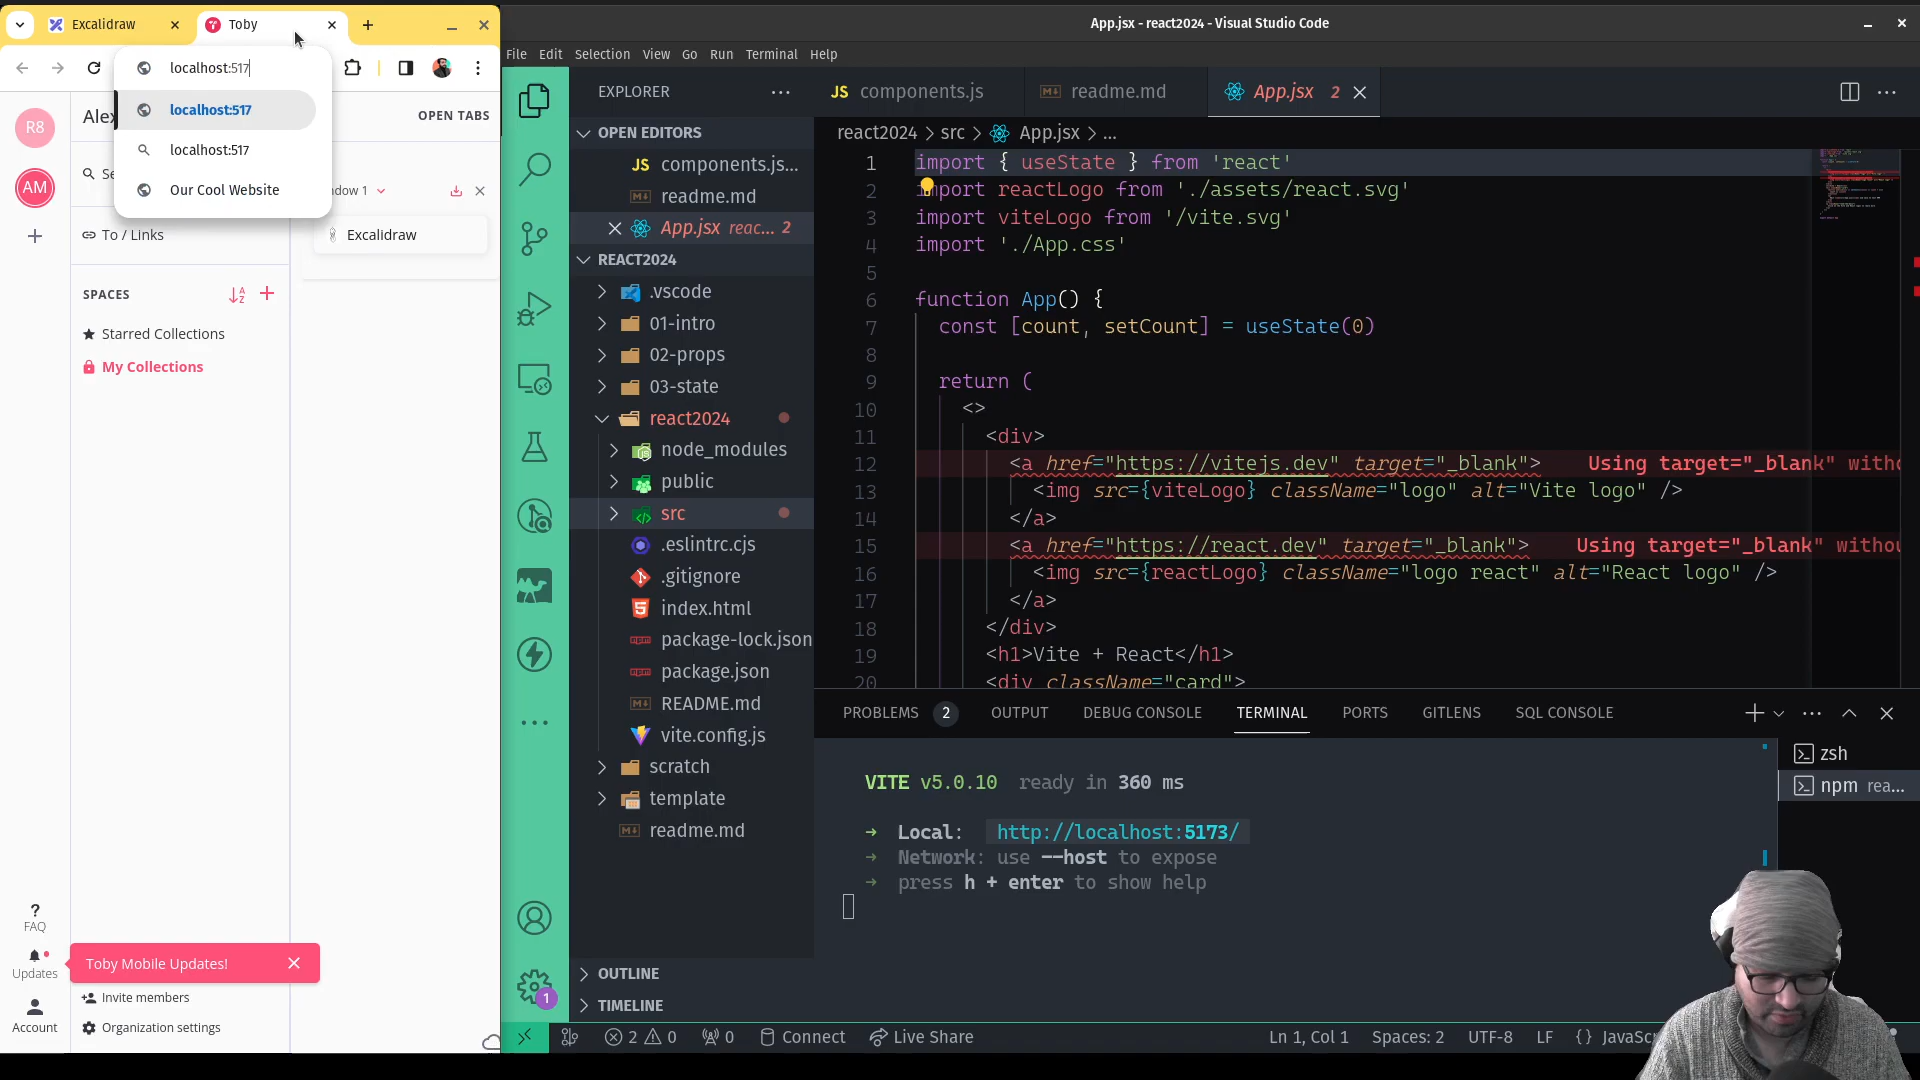 Excalidraw
Toby
App.jsx - react2024 - Visual Studio Code
File Edit Selection View Go Run Terminal Help
localhost:517
localhost:517
localhost:517
Our Cool Website
R8
AM
OPEN TABS
To / Links
Excalidraw
SPACES
Starred Collections
My Collections
FAQ
Updates
Toby Mobile Updates!
Account
Invite members
Organization settings
EXPLORER
OPEN EDITORS
JS components.js...
readme.md
App.jsx reac... 2
REACT2024
.vscode
01-intro
02-props
03-state
react2024
node_modules
public
src
.eslintrc.cjs
.gitignore
index.html
package-lock.json
package.json
README.md
vite.config.js
scratch
template
readme.md
OUTLINE
TIMELINE
1
JS components.js
readme.md
App.jsx 2
react2024 > src > App.jsx > ...
1 import { useState } from 'react'
2 import reactLogo from './assets/react.svg'
3 import viteLogo from '/vite.svg'
4 import './App.css'
5
6 function App() {
7 const [count, setCount] = useState(0)
8
9 return (
10 <>
11 <div>
12 <a href="https://vitejs.dev" target="_blank"> Using target="_blank" witho
13 <img src={viteLogo} className="logo" alt="Vite logo" />
14 </a>
15 <a href="https://react.dev" target="_blank"> Using target="_blank" withou
16 <img src={reactLogo} className="logo react" alt="React logo" />
17 </a>
18 </div>
19 <h1>Vite + React</h1>
20 <div className="card">
PROBLEMS 2 OUTPUT DEBUG CONSOLE TERMINAL PORTS GITLENS SQL CONSOLE
VITE v5.0.10 ready in 360 ms
➜ Local: http://localhost:5173/
➜ Network: use --host to expose
➜ press h + enter to show help
zsh
npm rea...
2 0 0 Connect Live Share Ln 1, Col 1 Spaces: 2 UTF-8 LF {} JavaSc